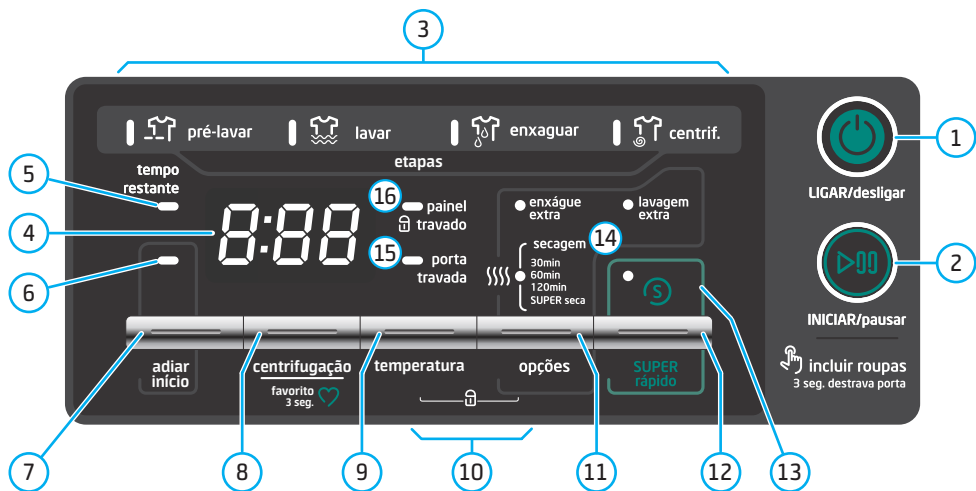 3
pré-lavar
lavar
enxaguar
centrif.
etapas
1
LIGAR/desligar
5
tempo
restante
4
8:88
16
painel
travado
15
porta
travada
enxágue
extra
lavagem
extra
secagem
14
30min
60min
120min
SUPER seca
S
6
2
INICIAR/pausar
incluir roupas
3 seg. destrava porta
adiar
início
centrifugação
favorito
3 seg.
temperatura
opções
SUPER
rápido
7
8
9
10
11
12
13